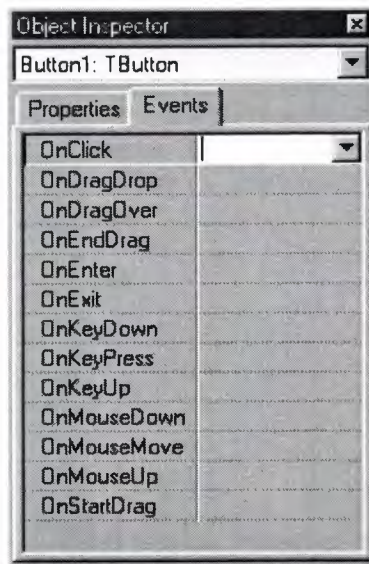 Object Inspector
Button1: TButton
Properties Events
OnClick
OnDragDrop
OnDragOver
OnEndDrag
OnEnter
OnExit
OnKeyDown
OnKeyPress
OnKeyUp
OnMouseDown
OnMouseMove
OnMouseUp
OnStartDrag